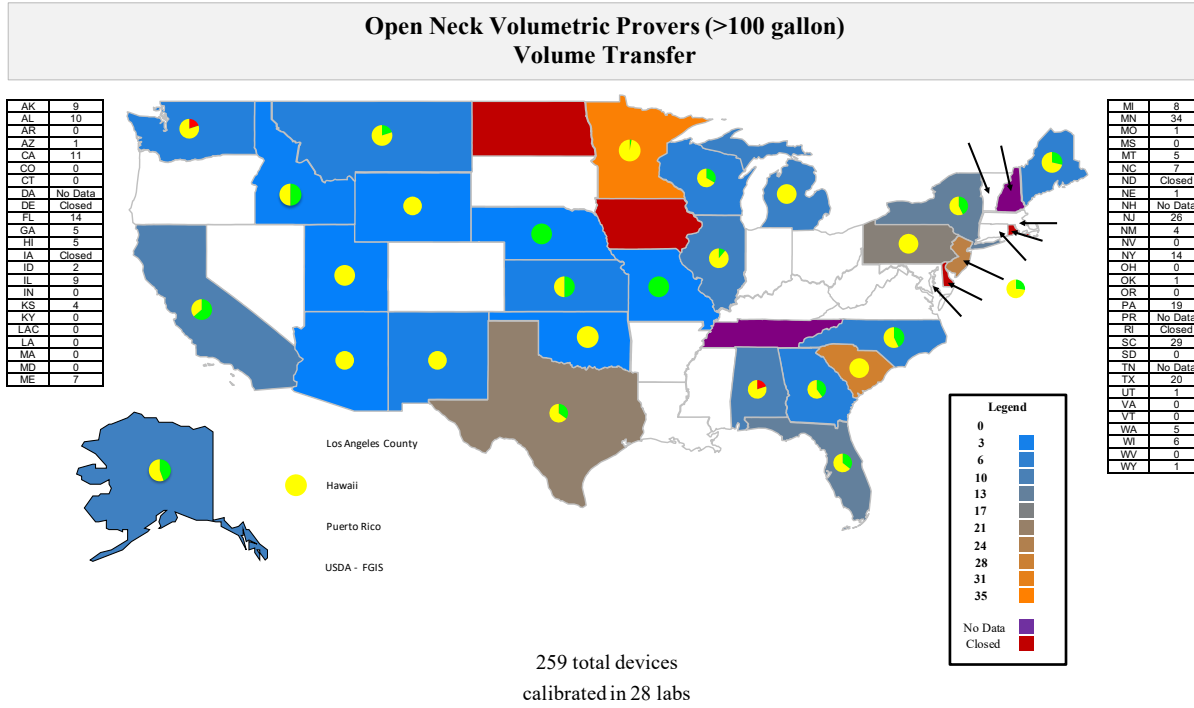 Open Neck Volumetric Provers (>100 gallon)
Volume Transfer
AK 9
AL 10
AR 0
AZ 1
CA 11
CO 0
CT 0
DA No Data
DE Closed
FL 14
GA 5
HI 5
IA Closed
ID 2
IL 9
IN 0
KS 4
KY 0
LAC 0
LA 0
MA 0
MD 0
ME 7
MI 8
MN 34
MO 1
MS 0
MT 5
NC 7
ND Closed
NE 1
NH No Data
NJ 26
NM 4
NV 0
NY 14
OH 0
OK 1
OR 0
PA 19
PR No Data
RI Closed
SC 29
SD 0
TN No Data
TX 20
UT 1
VA 0
VT 0
WA 5
WI 6
WV 0
WY 1
Los Angeles County
Hawaii
Puerto Rico
USDA - FGIS
Legend
0
3
6
10
13
17
21
24
28
31
35
No Data
Closed
259 total devices
calibrated in 28 labs